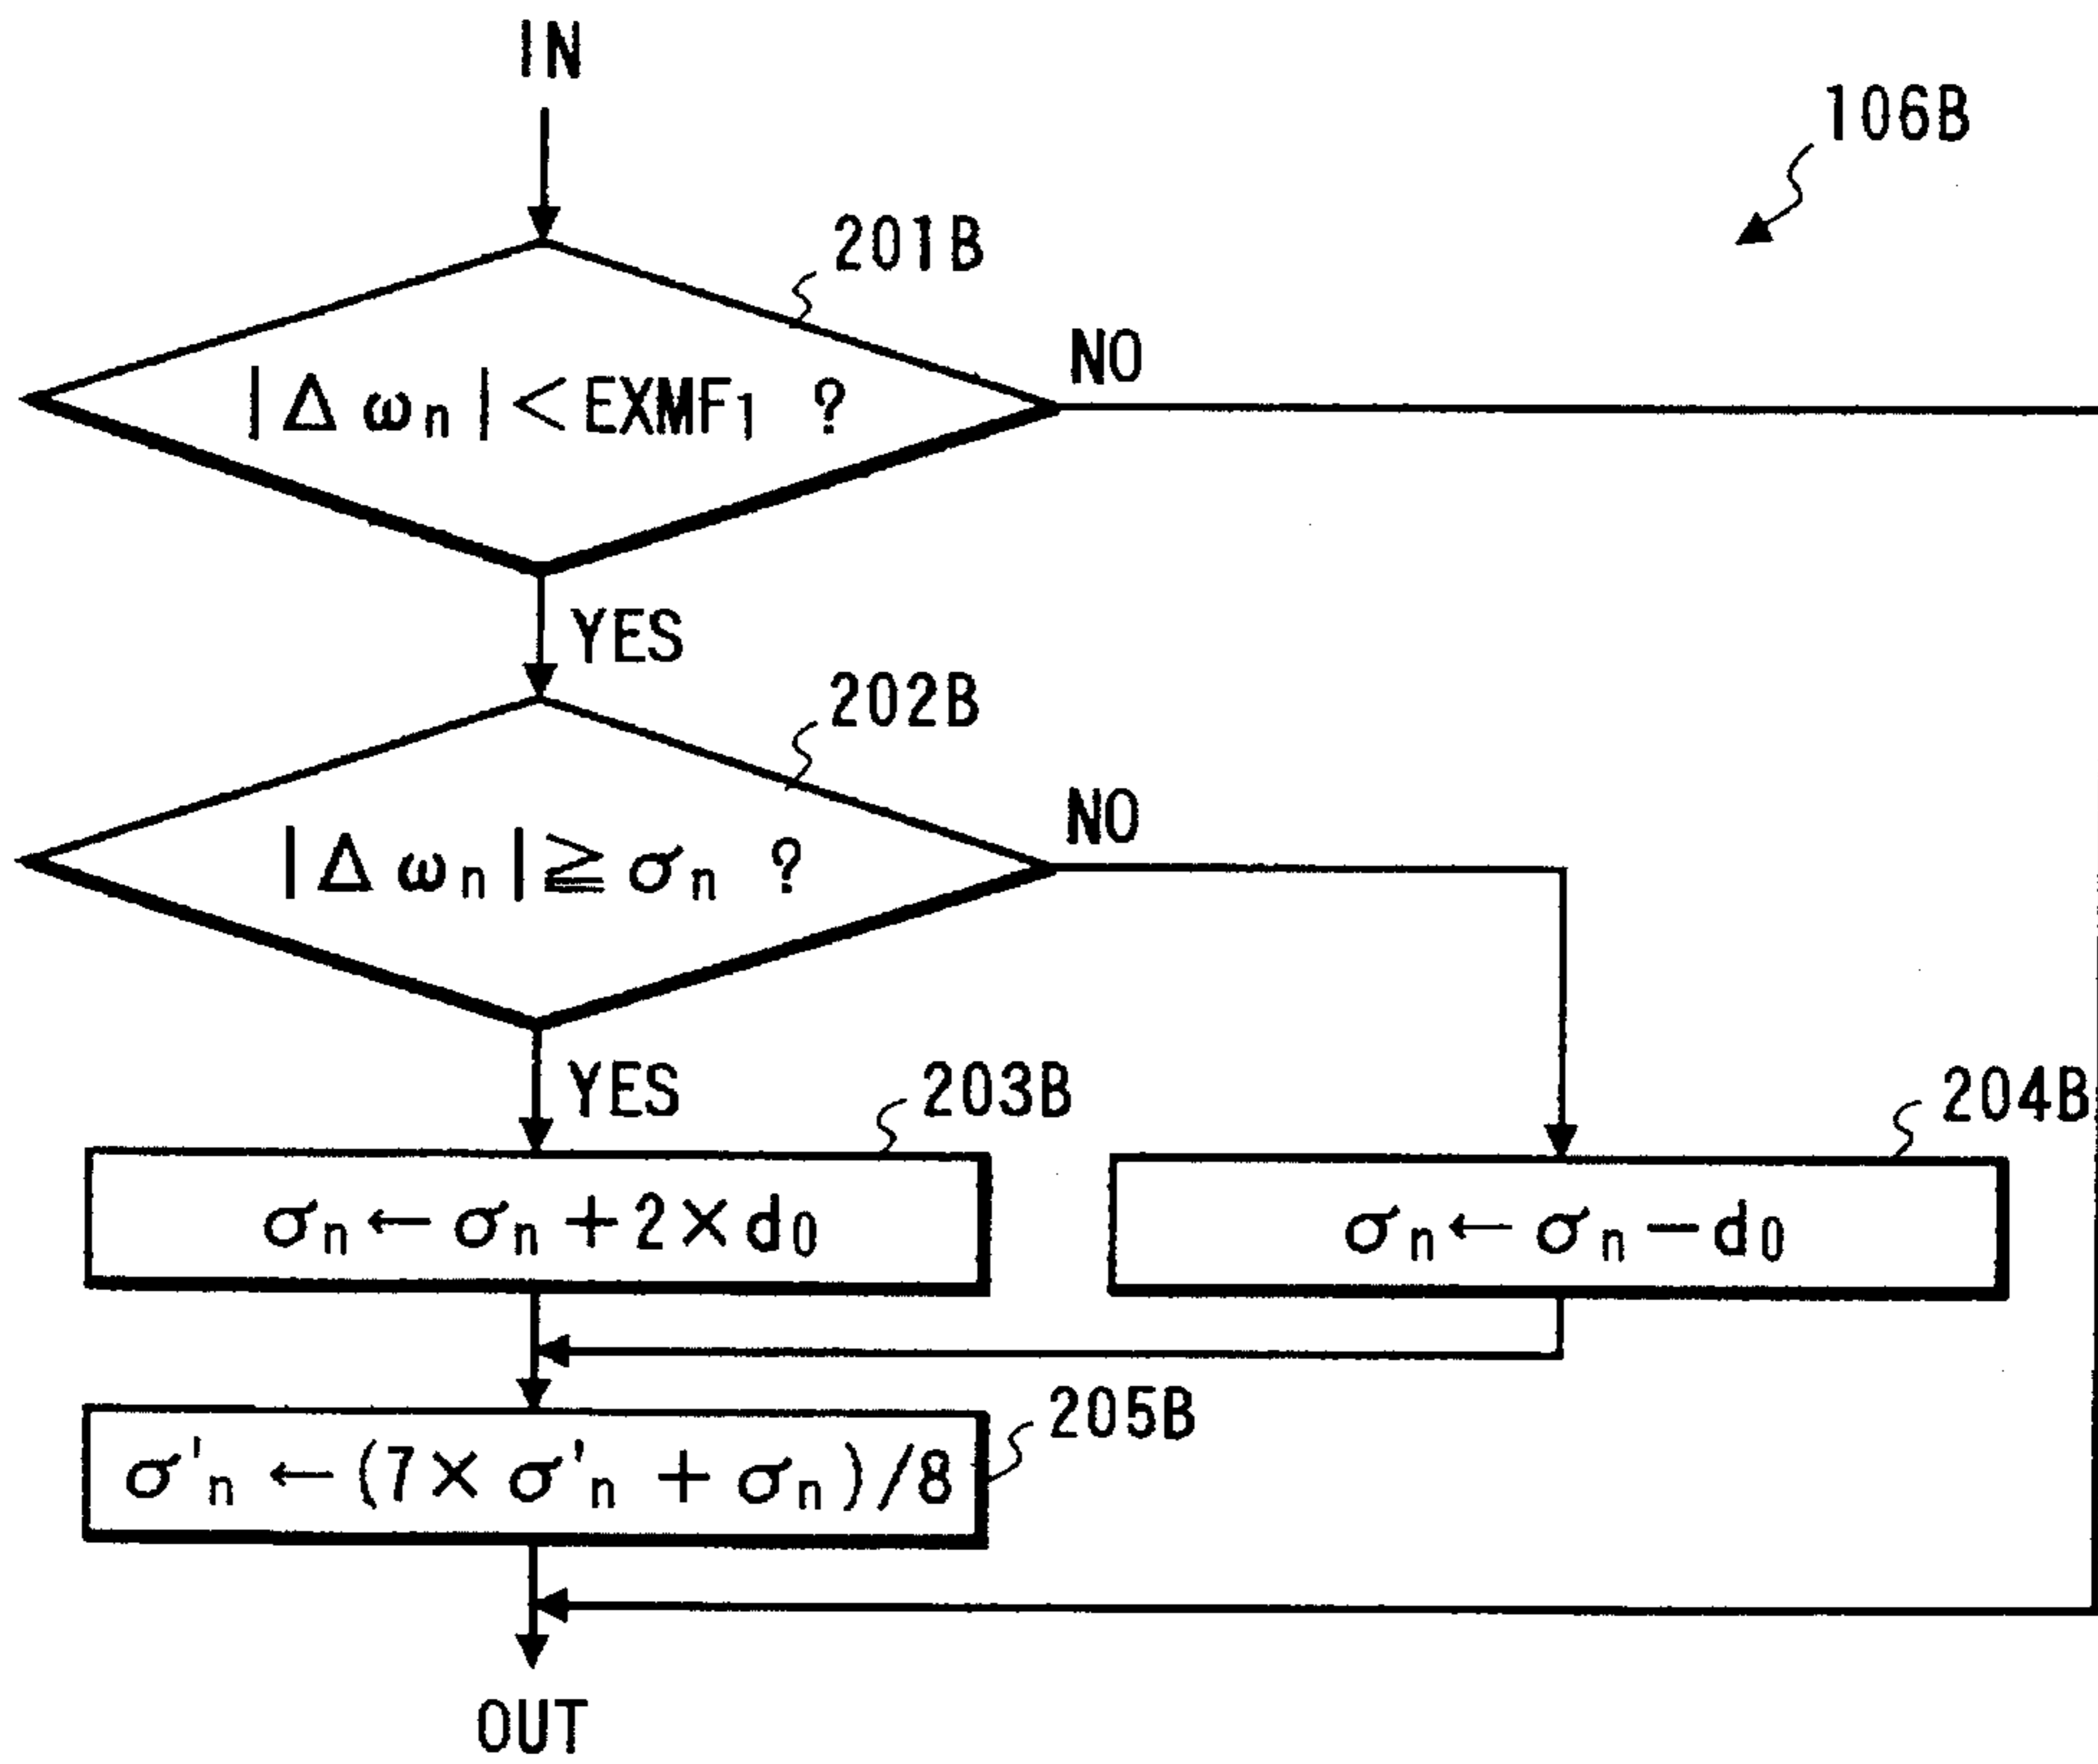 IN
106B
201B
|Δωn|<EXMF1 ?
NO
YES
202B
|Δωn|≧σn ?
NO
YES
203B
204B
σn←σn+2×d0
σn←σn−d0
205B
σ'n←(7×σ'n+σn)/8
OUT